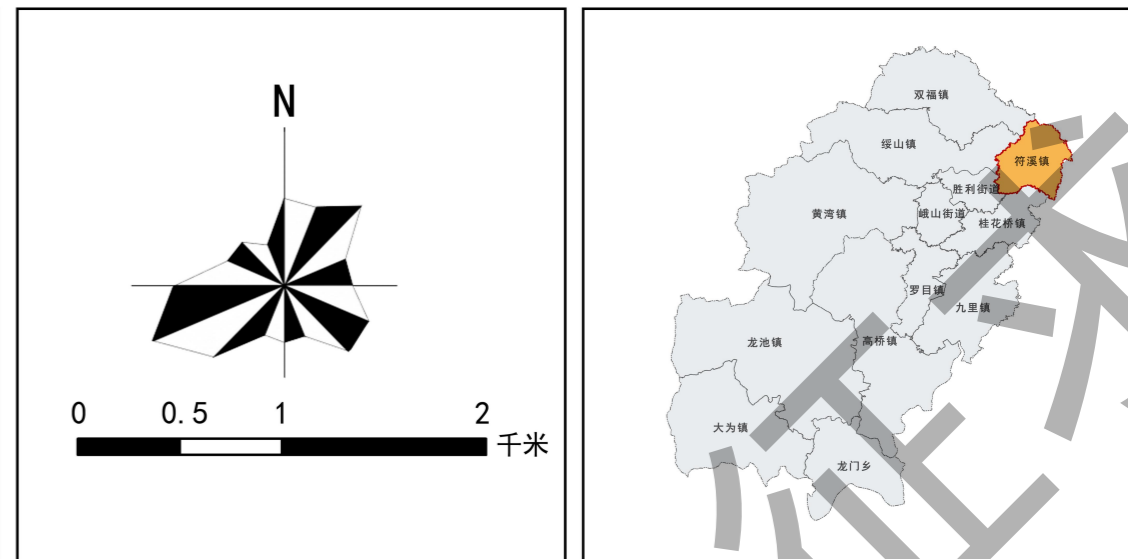 N
0 0.5 1 2
千米
双福镇
绥山镇
符溪镇
胜利街道
黄湾镇
峨山街道
桂花桥镇
罗目镇
九里镇
龙池镇
高桥镇
大为镇
龙门乡